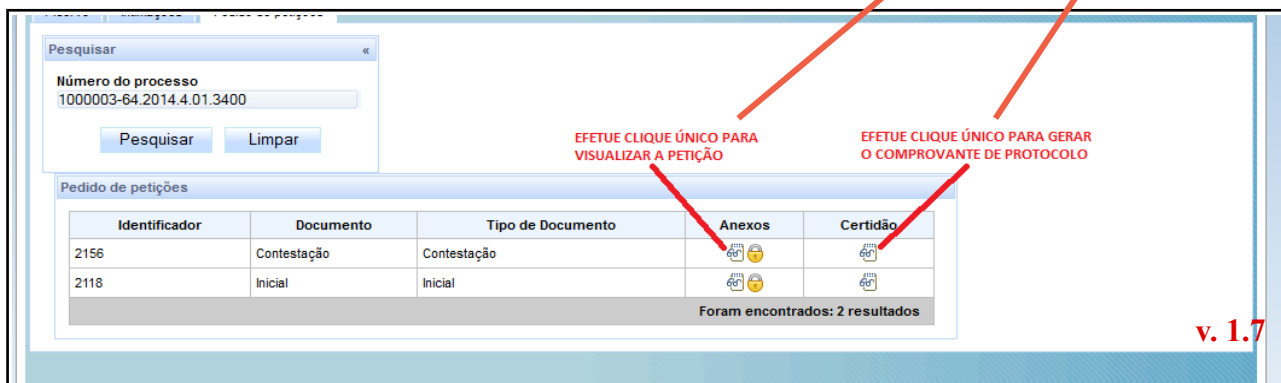 Pesquisar «
Número do processo
1000003-64.2014.4.01.3400
Pesquisar Limpar
EFETUE CLIQUE ÚNICO PARA
VISUALIZAR A PETIÇÃO
EFETUE CLIQUE ÚNICO PARA GERAR
O COMPROVANTE DE PROTOCOLO
Pedido de petições
Identificador Documento Tipo de Documento Anexos Certidão
2156 Contestação Contestação
2118 Inicial Inicial
Foram encontrados: 2 resultados
v. 1.7